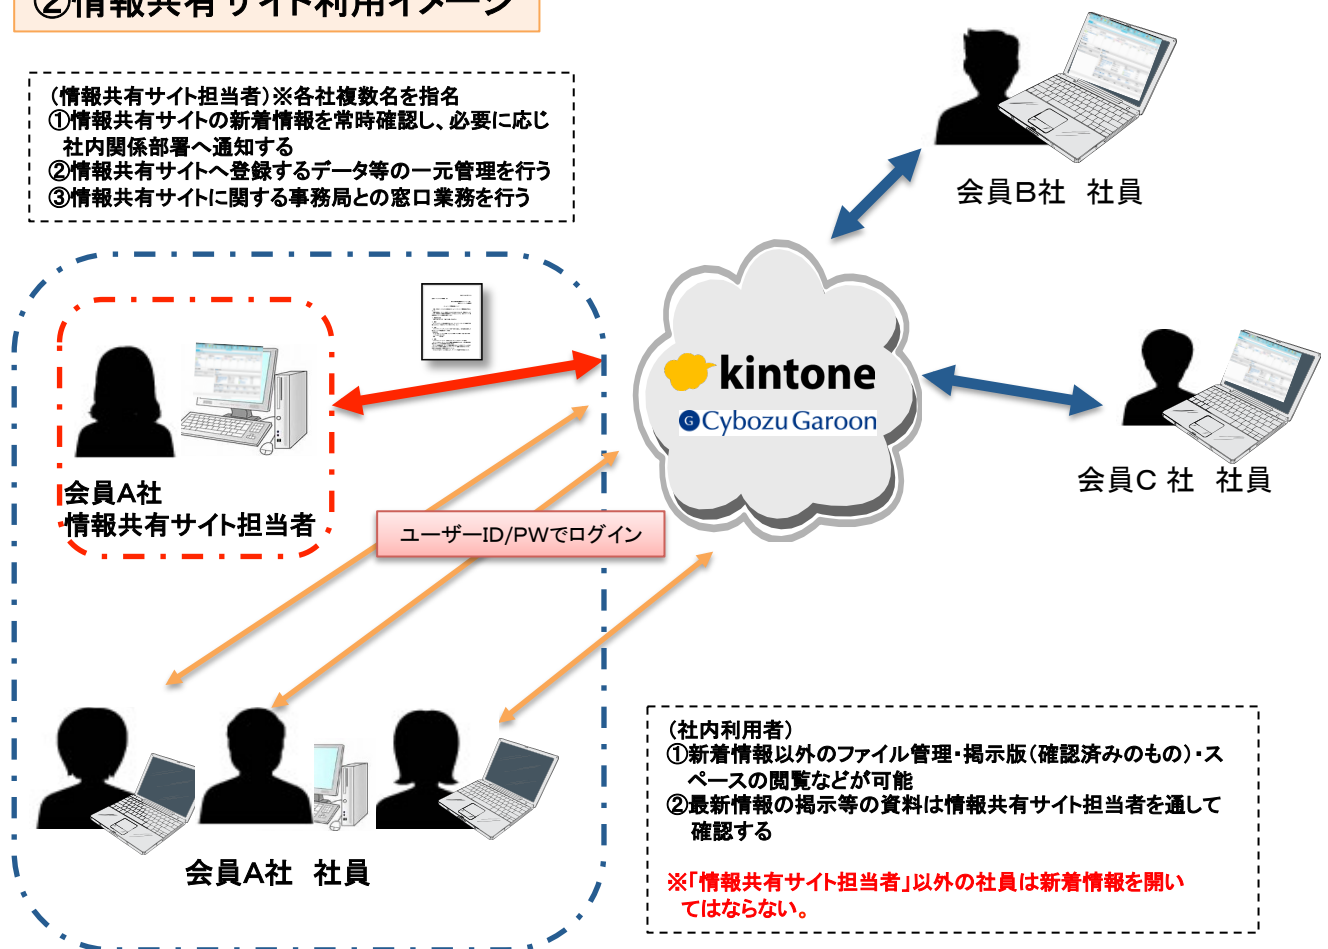 ②情報共有サイト利用イメージ
（情報共有サイト担当者）※各社複数名を指名
①情報共有サイトの新着情報を常時確認し、必要に応じ
社内関係部署へ通知する
②情報共有サイトへ登録するデータ等の一元管理を行う
③情報共有サイトに関する事務局との窓口業務を行う
会員B社　社員
kintone
G Cybozu Garoon
会員C 社　社員
会員A社
情報共有サイト担当者
ユーザーID/PWでログイン
会員A社　社員
（社内利用者）
①新着情報以外のファイル管理・掲示版（確認済みのもの）・ス
ペースの閲覧などが可能
②最新情報の掲示等の資料は情報共有サイト担当者を通して
確認する
※「情報共有サイト担当者」以外の社員は新着情報を開い
てはならない。